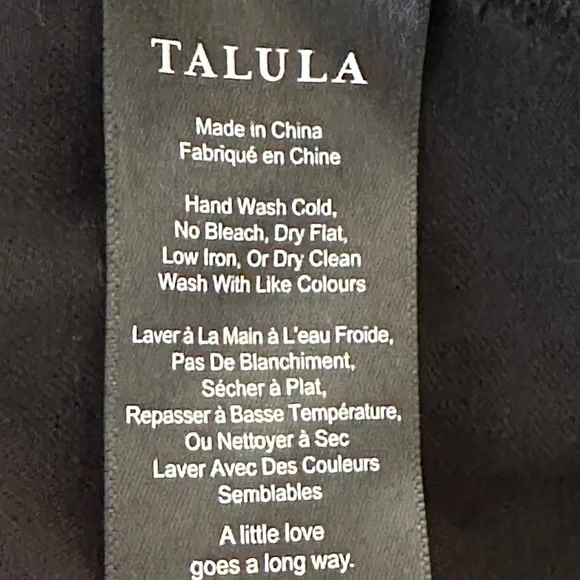 TALULA
Made in China
Fabriqué en Chine
Hand Wash Cold,
No Bleach, Dry Flat,
Low Iron, Or Dry Clean
Wash With Like Colours
Laver à La Main à L'eau Froide,
Pas De Blanchiment,
Sécher à Plat,
Repasser à Basse Température,
Ou Nettoyer à Sec
Laver Avec Des Couleurs
Semblables
A little love
goes a long way.